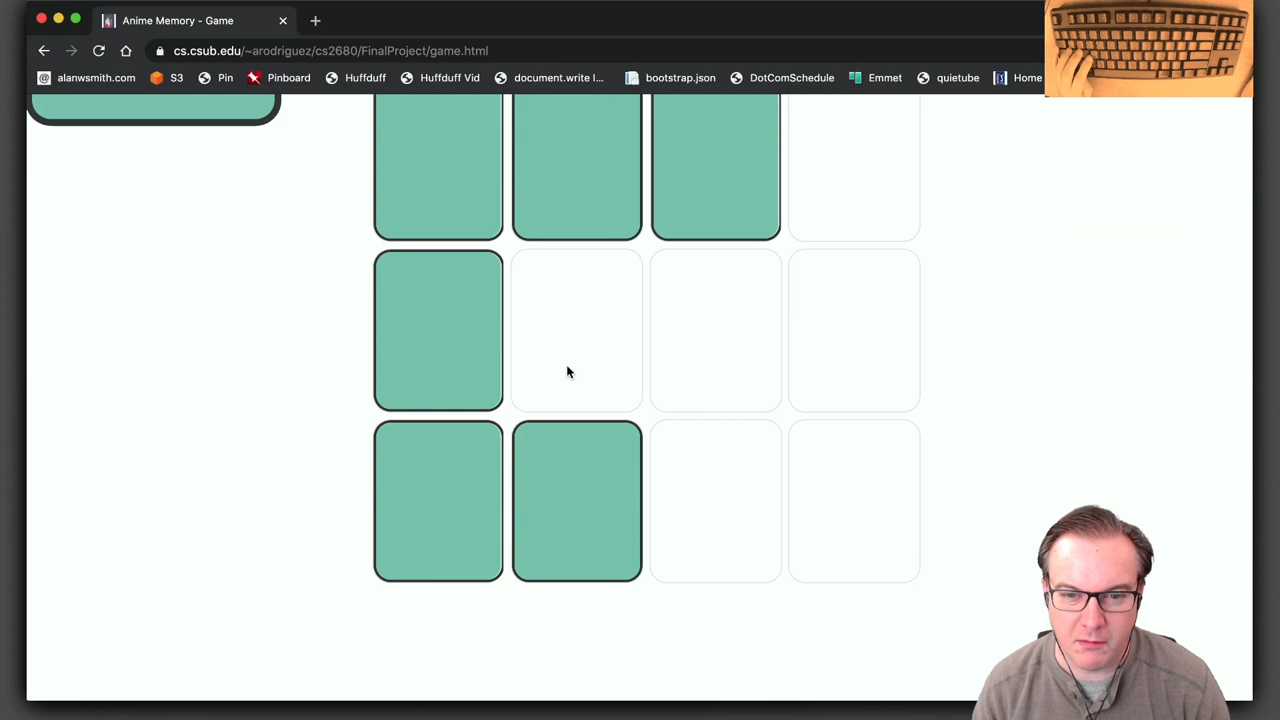 Anime Memory - Game
cs.csub.edu/~arodriguez/cs2680/FinalProject/game.html
alanwsmith.com S3 Pin Pinboard Huffduff Huffduff Vid document.write I... bootstrap.json DotComSchedule Emmet quietube Home